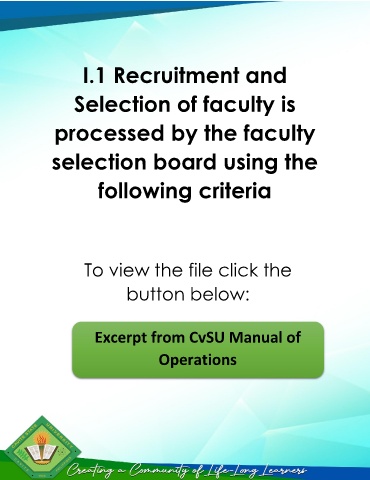 I.1 Recruitment and
Selection of faculty is
processed by the faculty
selection board using the
following criteria
To view the file click the
button below:
Excerpt from CvSU Manual of
Operations
Creating a Community of Life-Long Learners